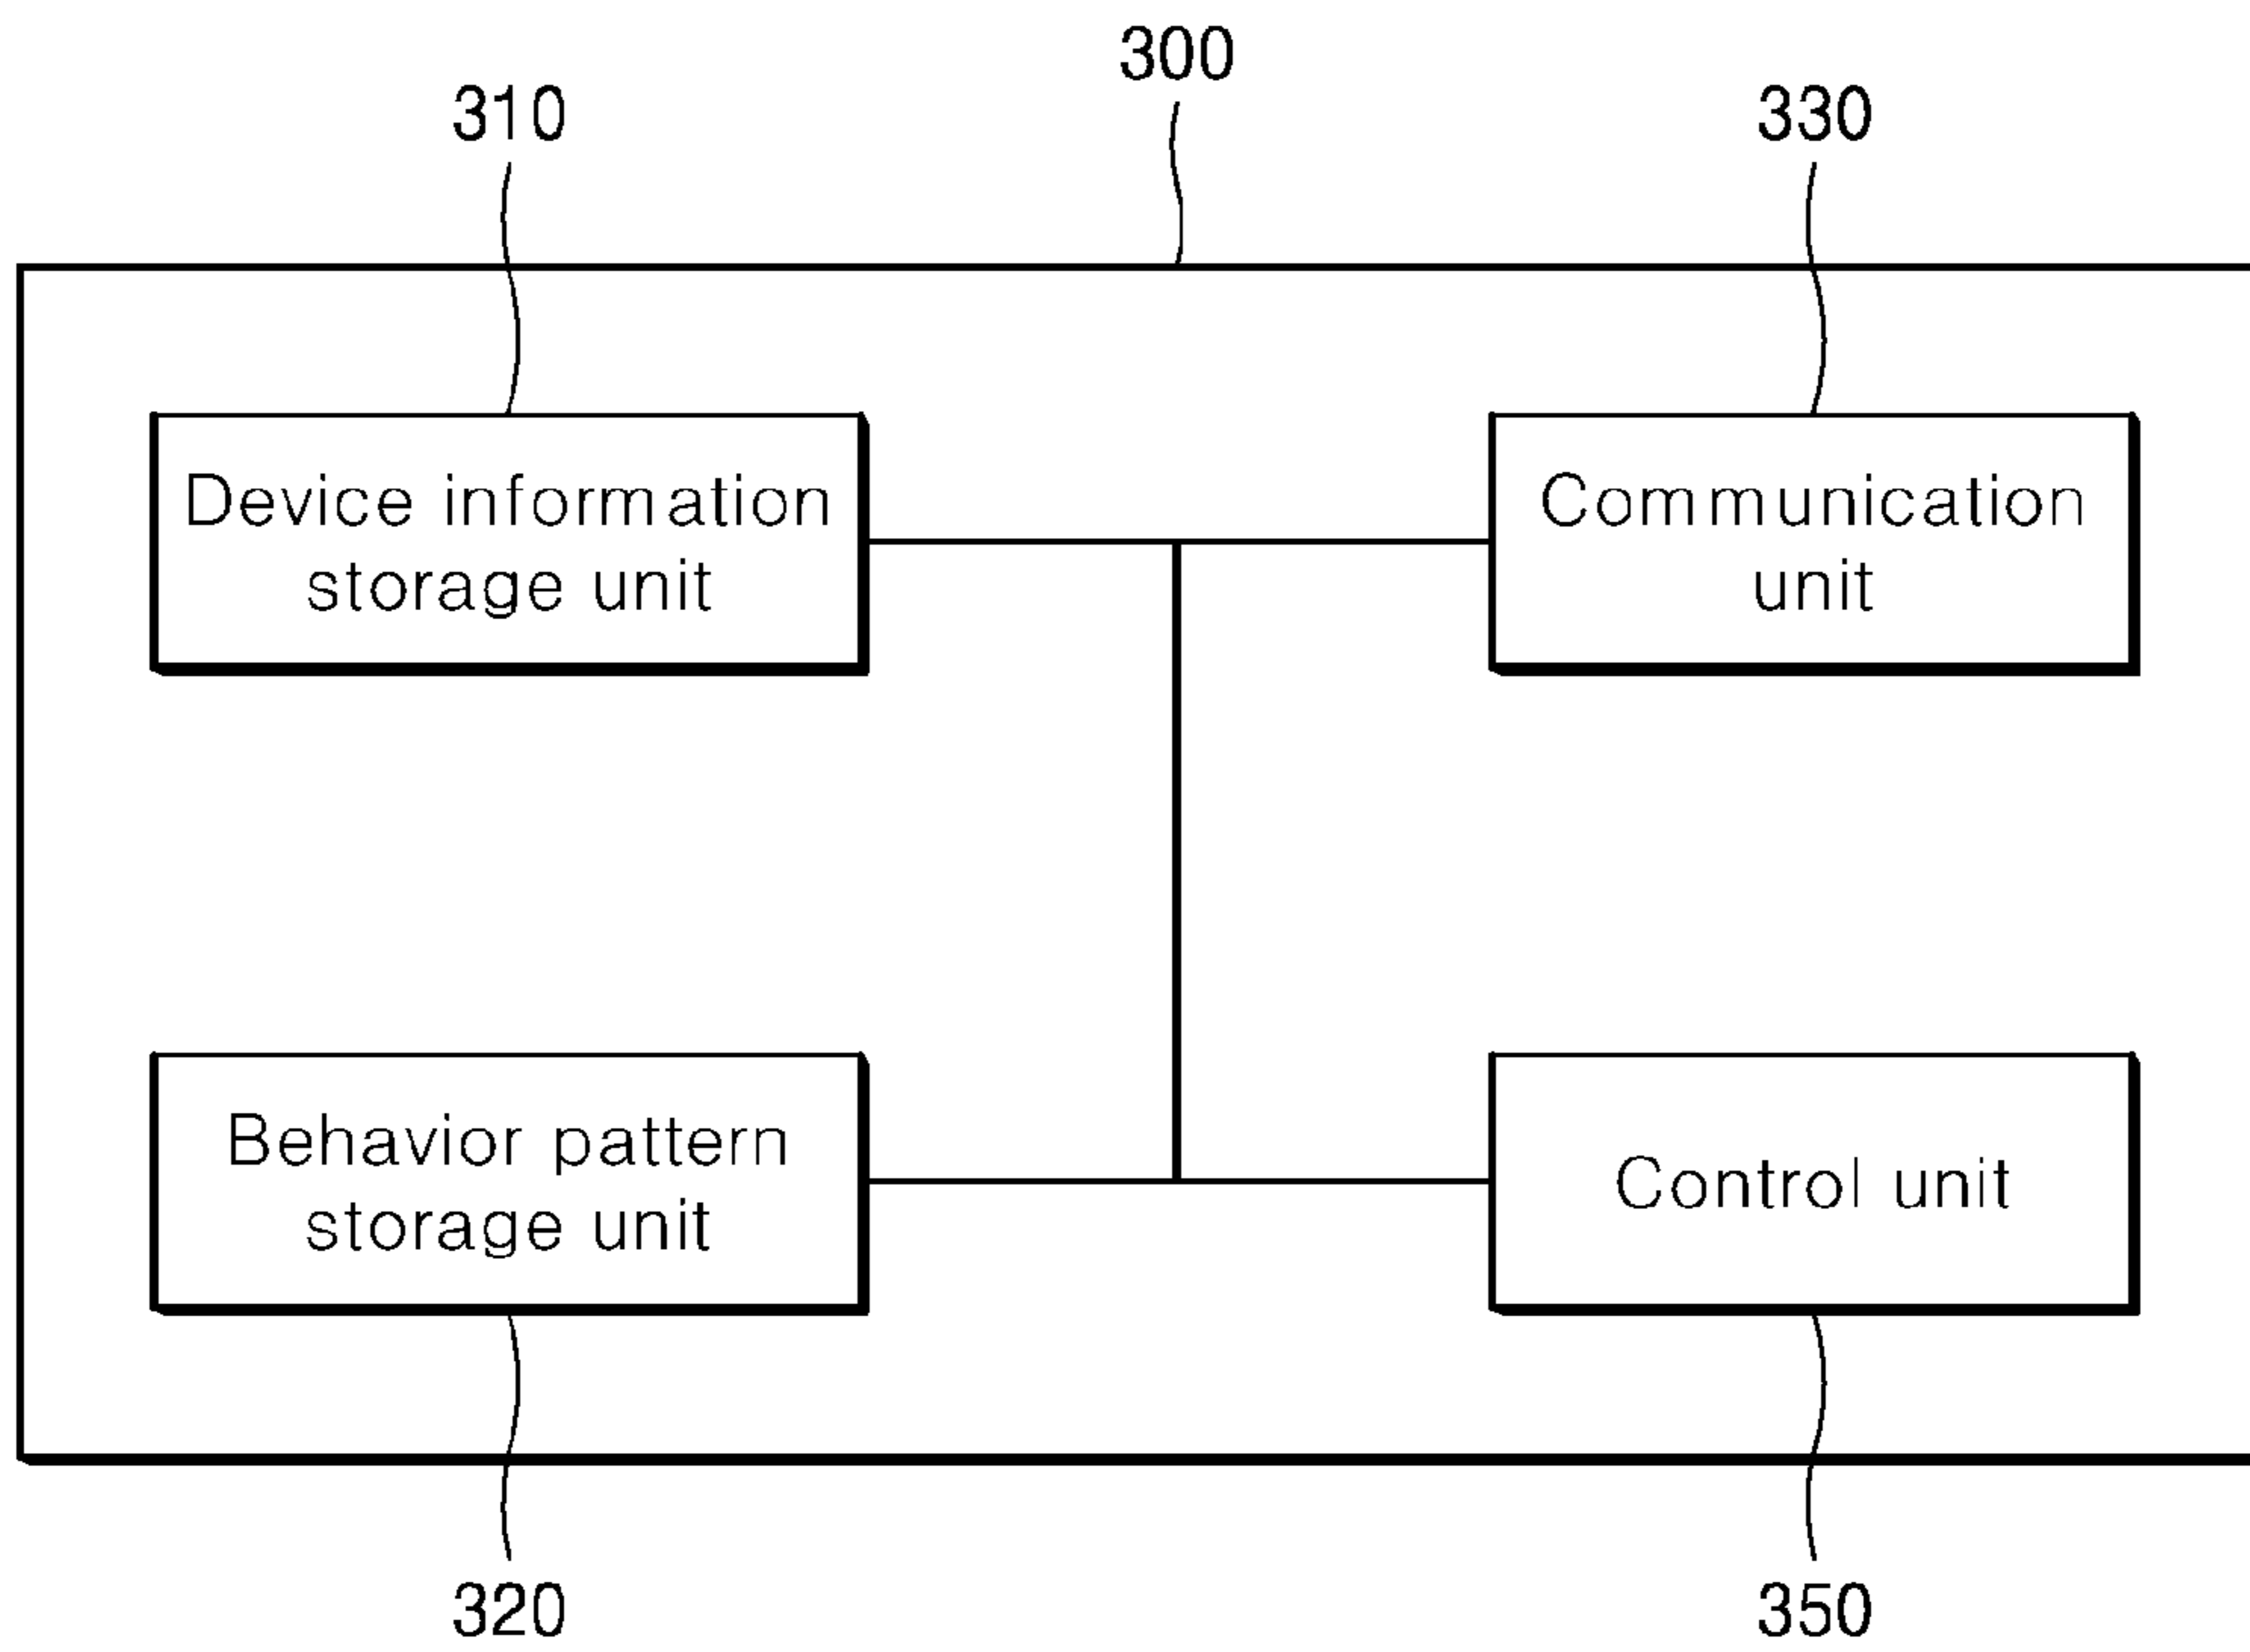 300
310
330
Device information
storage unit
Communication
unit
Behavior pattern
storage unit
Control unit
320
350